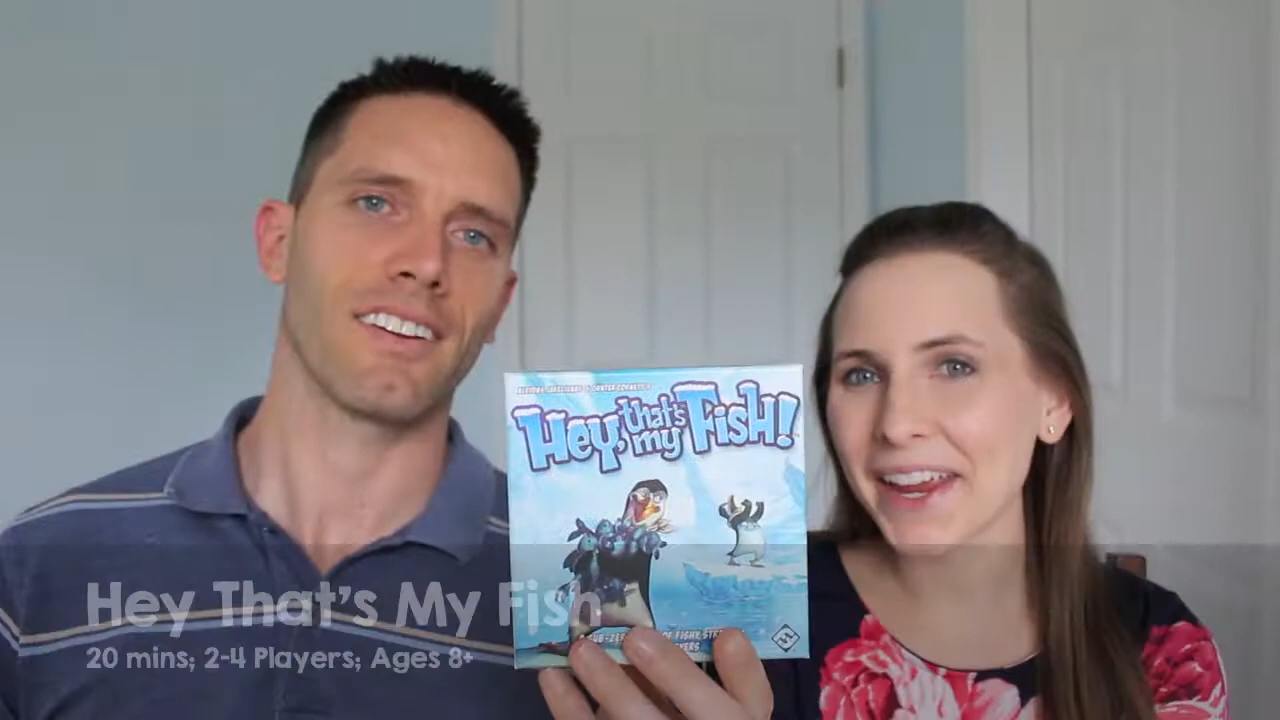 Hey, that's my Fish!
Hey That's My Fish
20 mins; 2-4 Players; Ages 8+